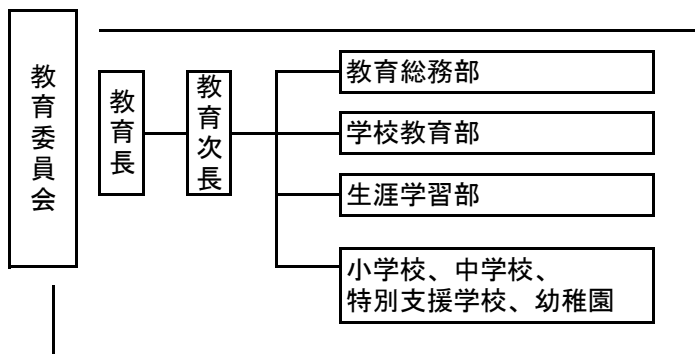 教育委員会
教育長
教育次長
教育総務部
学校教育部
生涯学習部
小学校、中学校、
特別支援学校、幼稚園